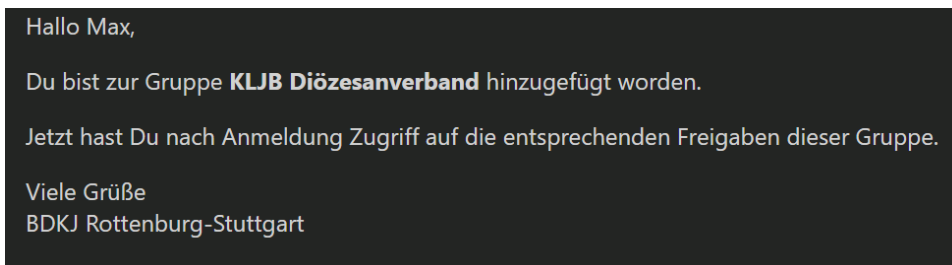 Hallo Max,
Du bist zur Gruppe KLJB Diözesanverband hinzugefügt worden.
Jetzt hast Du nach Anmeldung Zugriff auf die entsprechenden Freigaben dieser Gruppe.
Viele Grüße
BDKJ Rottenburg-Stuttgart